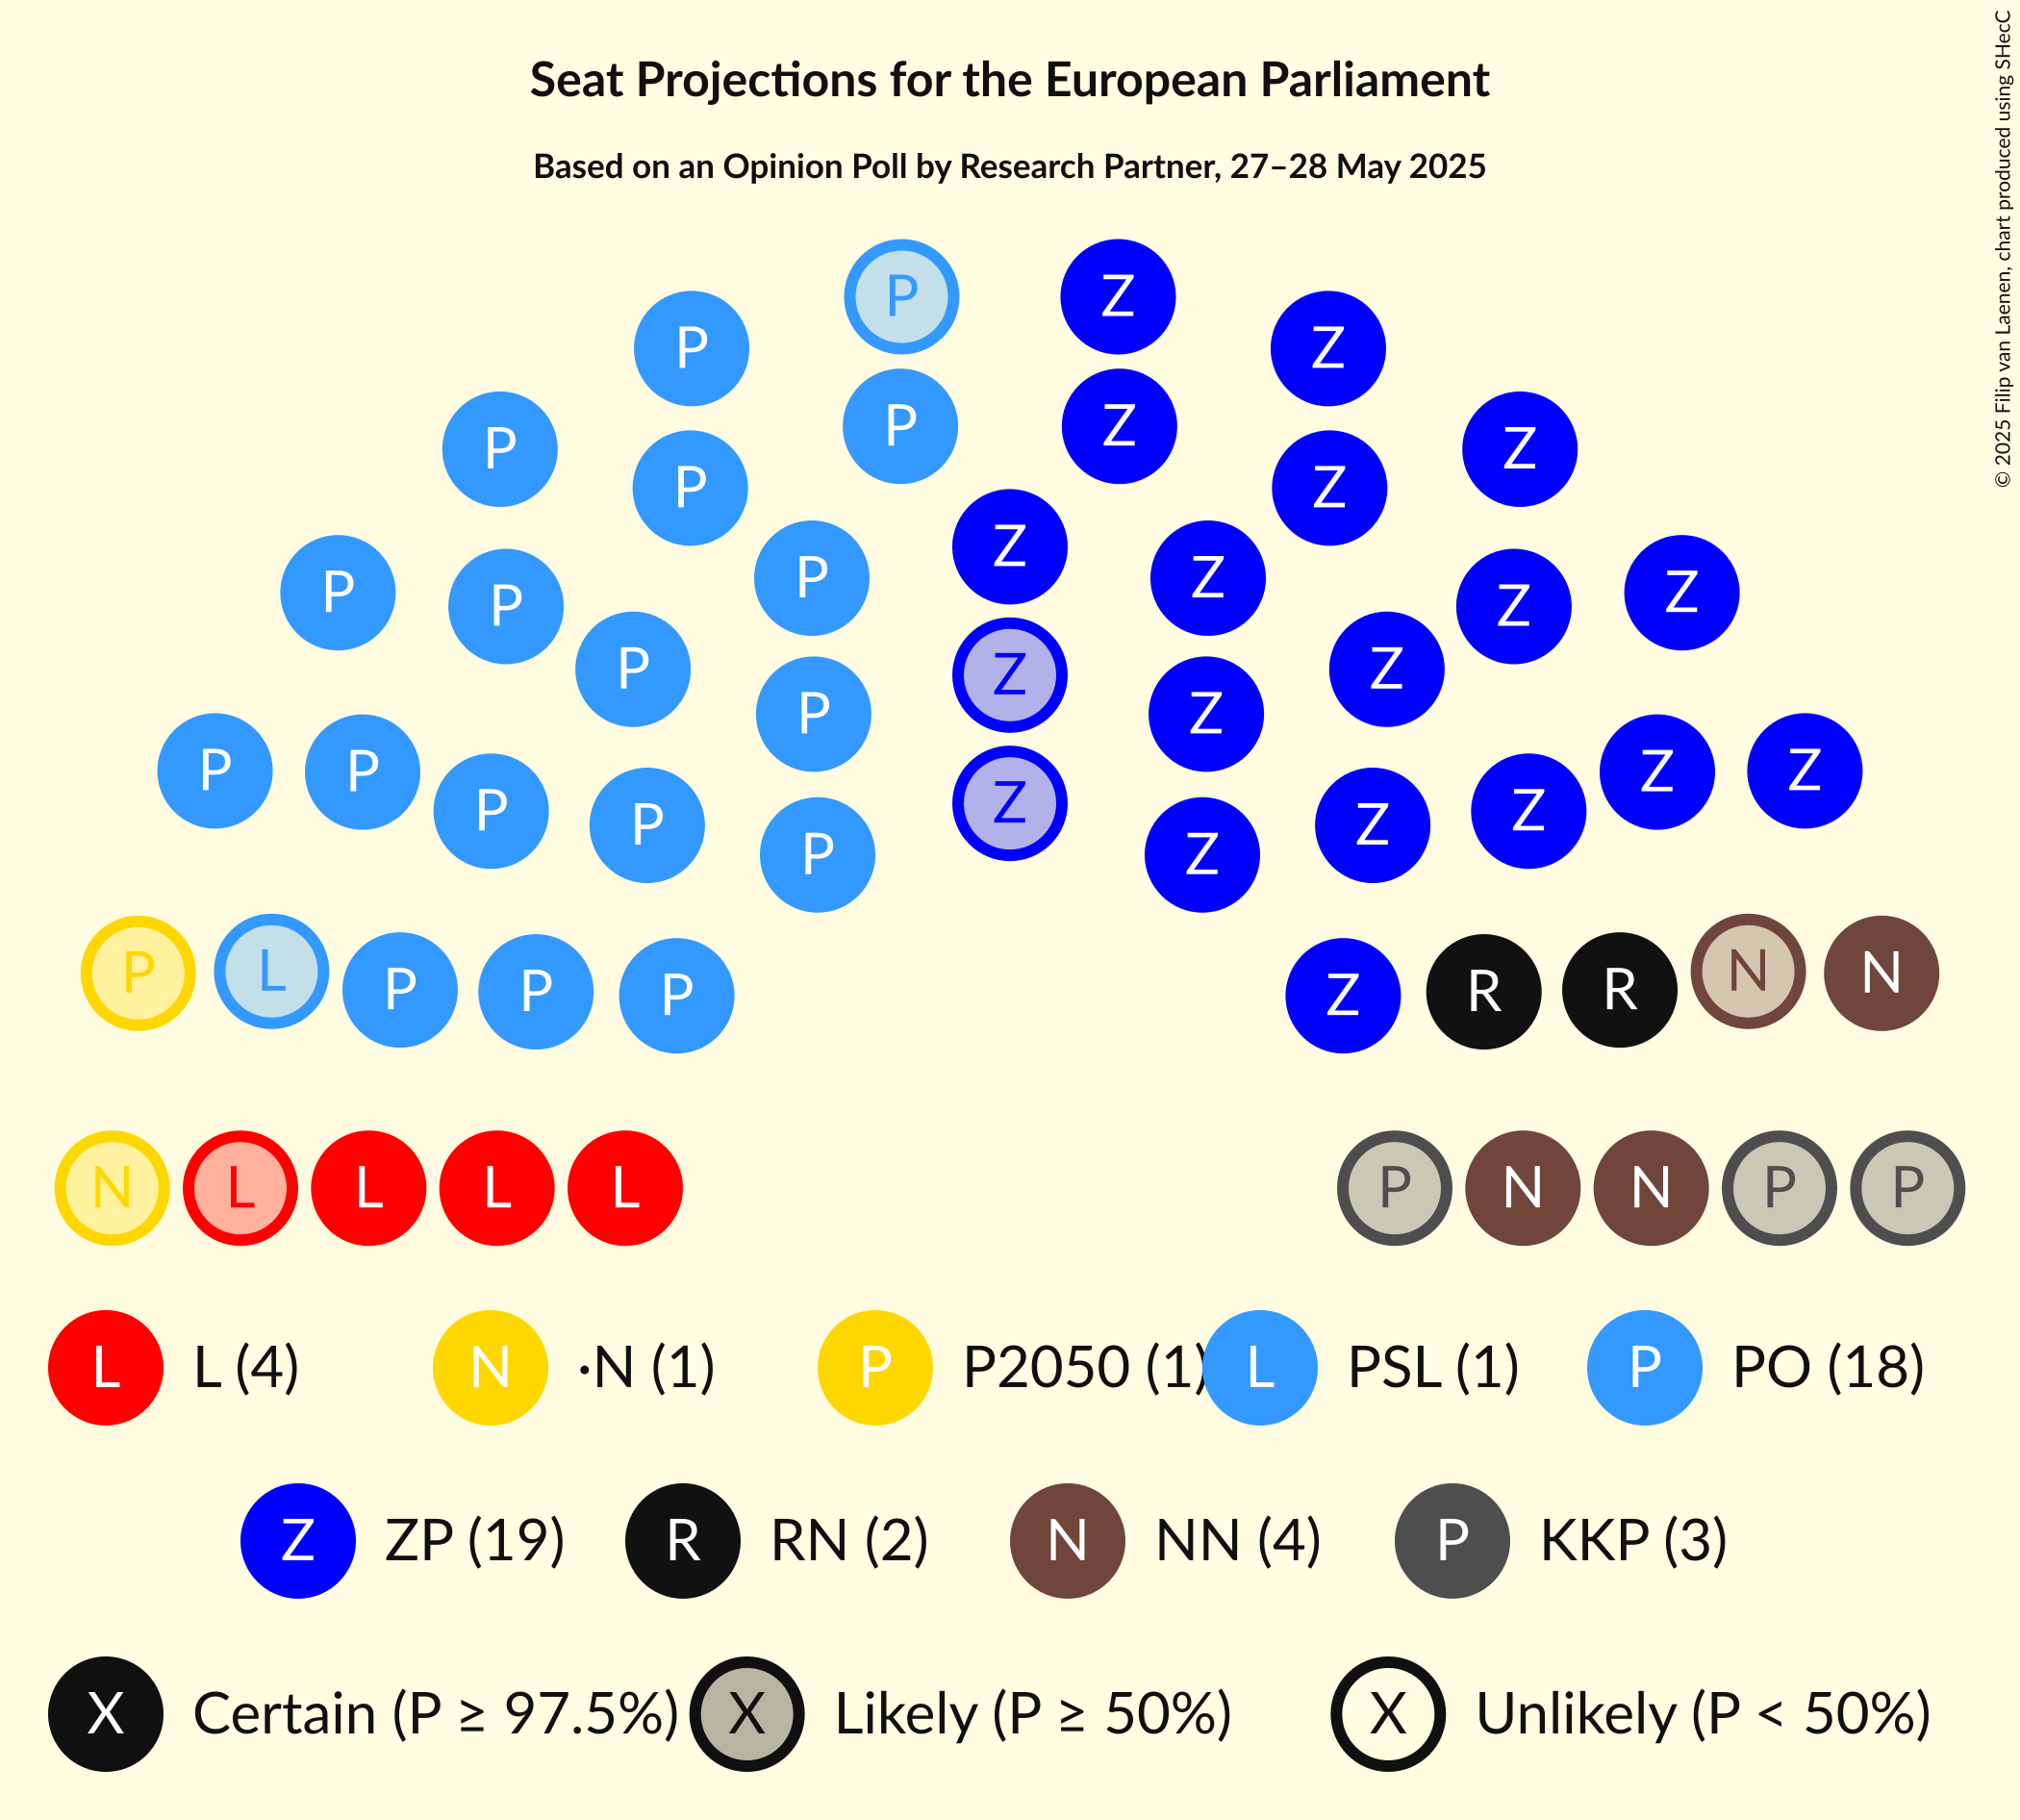 Seat Projections for the European Parliament
Based on an Opinion Poll by Research Partner, 27–28 May 2025
© 2025 Filip van Laenen, chart produced using SHecC
P Z
P Z
P Z
P Z
P Z
P Z
Z
P Z
P Z
P Z
P Z
Z
P Z
P Z
P Z
P Z
Z
P Z
P Z
P Z
P L P P P Z R R N N
N L L L L P N N P P
L L (4) N ·N (1) P P2050 (1) L PSL (1) P PO (18)
Z ZP (19) R RN (2) N NN (4) P KKP (3)
X Certain (P ≥ 97.5%) X Likely (P ≥ 50%) X Unlikely (P < 50%)